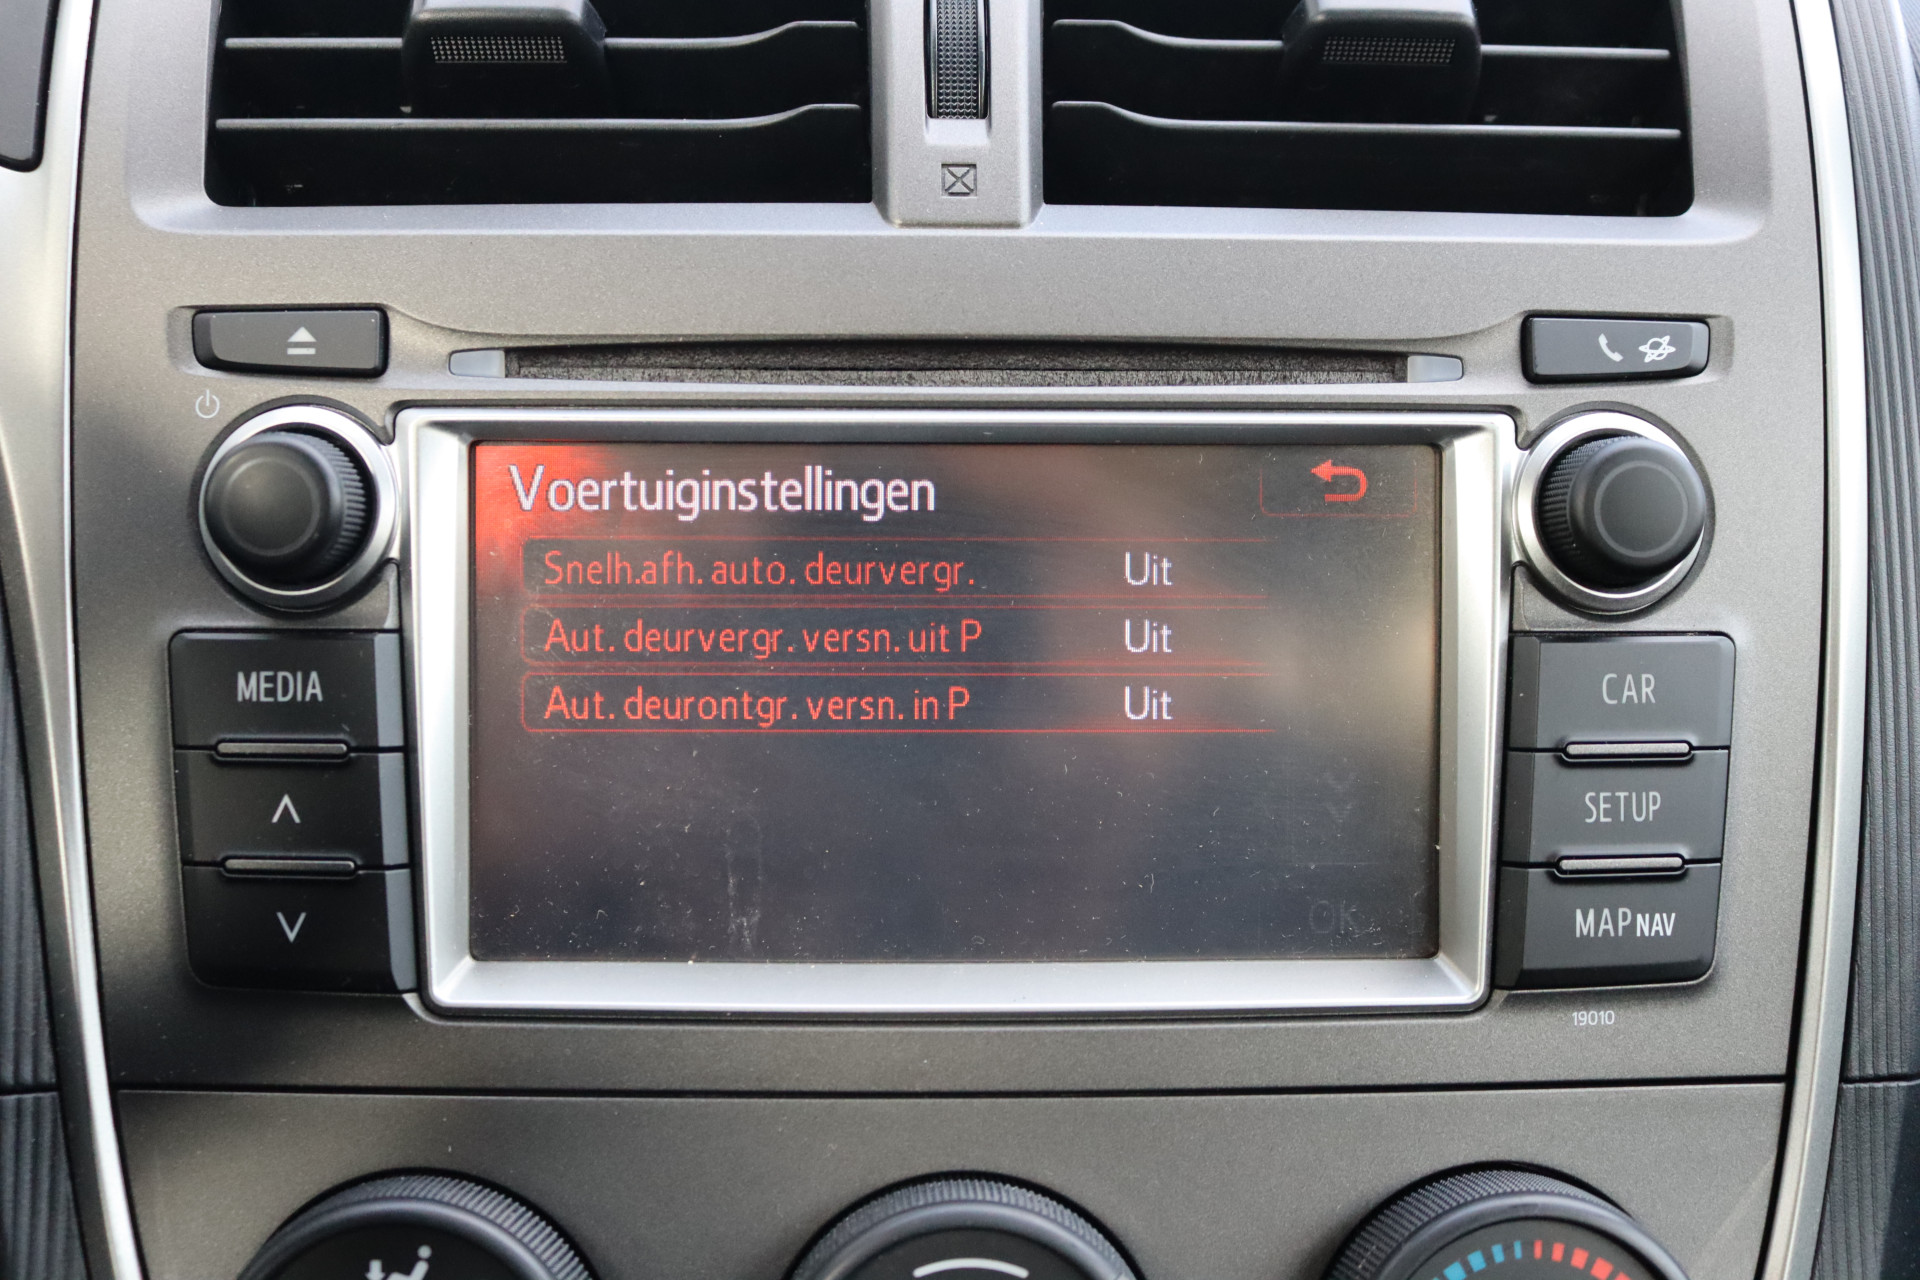 Voertuiginstellingen
Snelh.afh. auto. deurvergr. Uit
Aut. deurvergr. versn. uit P Uit
Aut. deurontgr. versn. in P Uit
OK
MEDIA
CAR
SETUP
MAP NAV
19010